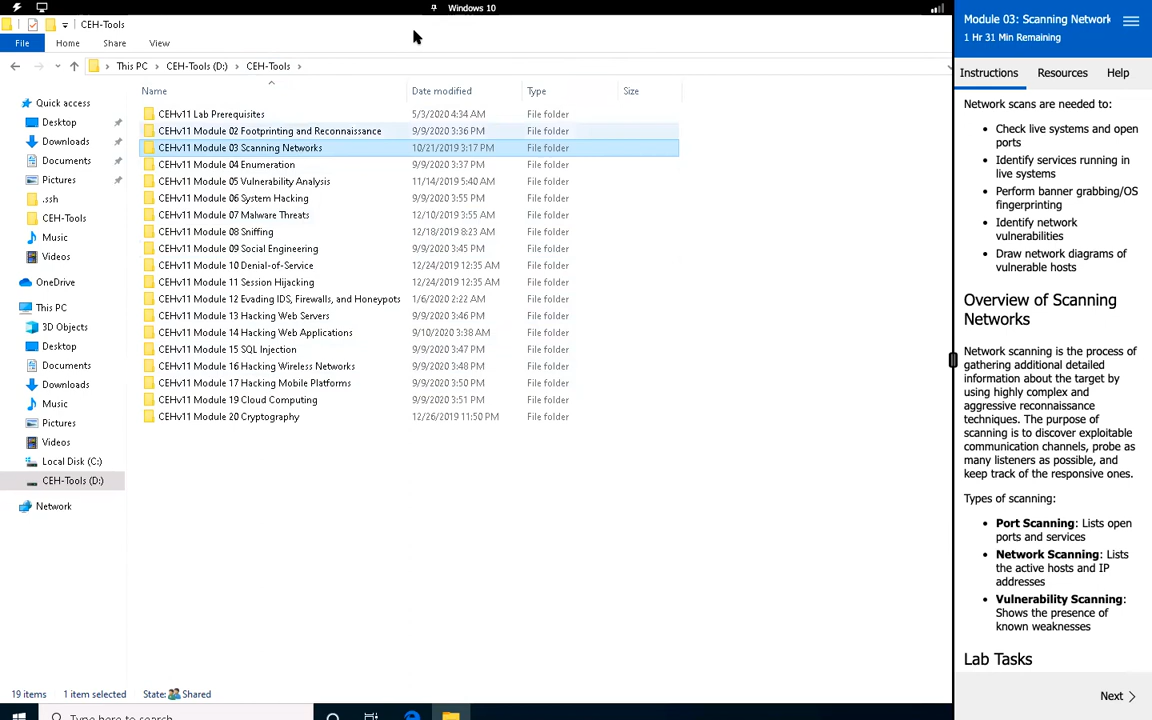 Windows 10
CEH-Tools
File Home Share View
This PC › CEH-Tools (D:) › CEH-Tools ›
Name Date modified Type Size
CEHv11 Lab Prerequisites 5/3/2020 4:34 AM File folder
CEHv11 Module 02 Footprinting and Reconnaissance 9/9/2020 3:36 PM File folder
CEHv11 Module 03 Scanning Networks 10/21/2019 3:17 PM File folder
CEHv11 Module 04 Enumeration 9/9/2020 3:37 PM File folder
CEHv11 Module 05 Vulnerability Analysis 11/14/2019 5:40 AM File folder
CEHv11 Module 06 System Hacking 9/9/2020 3:55 PM File folder
CEHv11 Module 07 Malware Threats 12/10/2019 3:55 AM File folder
CEHv11 Module 08 Sniffing 12/18/2019 8:23 AM File folder
CEHv11 Module 09 Social Engineering 9/9/2020 3:45 PM File folder
CEHv11 Module 10 Denial-of-Service 12/24/2019 12:35 AM File folder
CEHv11 Module 11 Session Hijacking 12/24/2019 12:35 AM File folder
CEHv11 Module 12 Evading IDS, Firewalls, and Honeypots 1/6/2020 2:22 AM File folder
CEHv11 Module 13 Hacking Web Servers 9/9/2020 3:46 PM File folder
CEHv11 Module 14 Hacking Web Applications 9/10/2020 3:38 AM File folder
CEHv11 Module 15 SQL Injection 9/9/2020 3:47 PM File folder
CEHv11 Module 16 Hacking Wireless Networks 9/9/2020 3:48 PM File folder
CEHv11 Module 17 Hacking Mobile Platforms 9/9/2020 3:50 PM File folder
CEHv11 Module 19 Cloud Computing 9/9/2020 3:51 PM File folder
CEHv11 Module 20 Cryptography 12/26/2019 11:50 PM File folder
Quick access
Desktop
Downloads
Documents
Pictures
.ssh
CEH-Tools
Music
Videos
OneDrive
This PC
3D Objects
Desktop
Documents
Downloads
Music
Pictures
Videos
Local Disk (C:)
CEH-Tools (D:)
Network
19 items 1 item selected State: Shared
Type here to search
Module 03: Scanning Network
1 Hr 31 Min Remaining
Instructions Resources Help
Network scans are needed to:
• Check live systems and open
ports
• Identify services running in
live systems
• Perform banner grabbing/OS
fingerprinting
• Identify network
vulnerabilities
• Draw network diagrams of
vulnerable hosts
Overview of Scanning
Networks
Network scanning is the process of
gathering additional detailed
information about the target by
using highly complex and
aggressive reconnaissance
techniques. The purpose of
scanning is to discover exploitable
communication channels, probe as
many listeners as possible, and
keep track of the responsive ones.
Types of scanning:
• Port Scanning: Lists open
ports and services
• Network Scanning: Lists
the active hosts and IP
addresses
• Vulnerability Scanning:
Shows the presence of
known weaknesses
Lab Tasks
Next